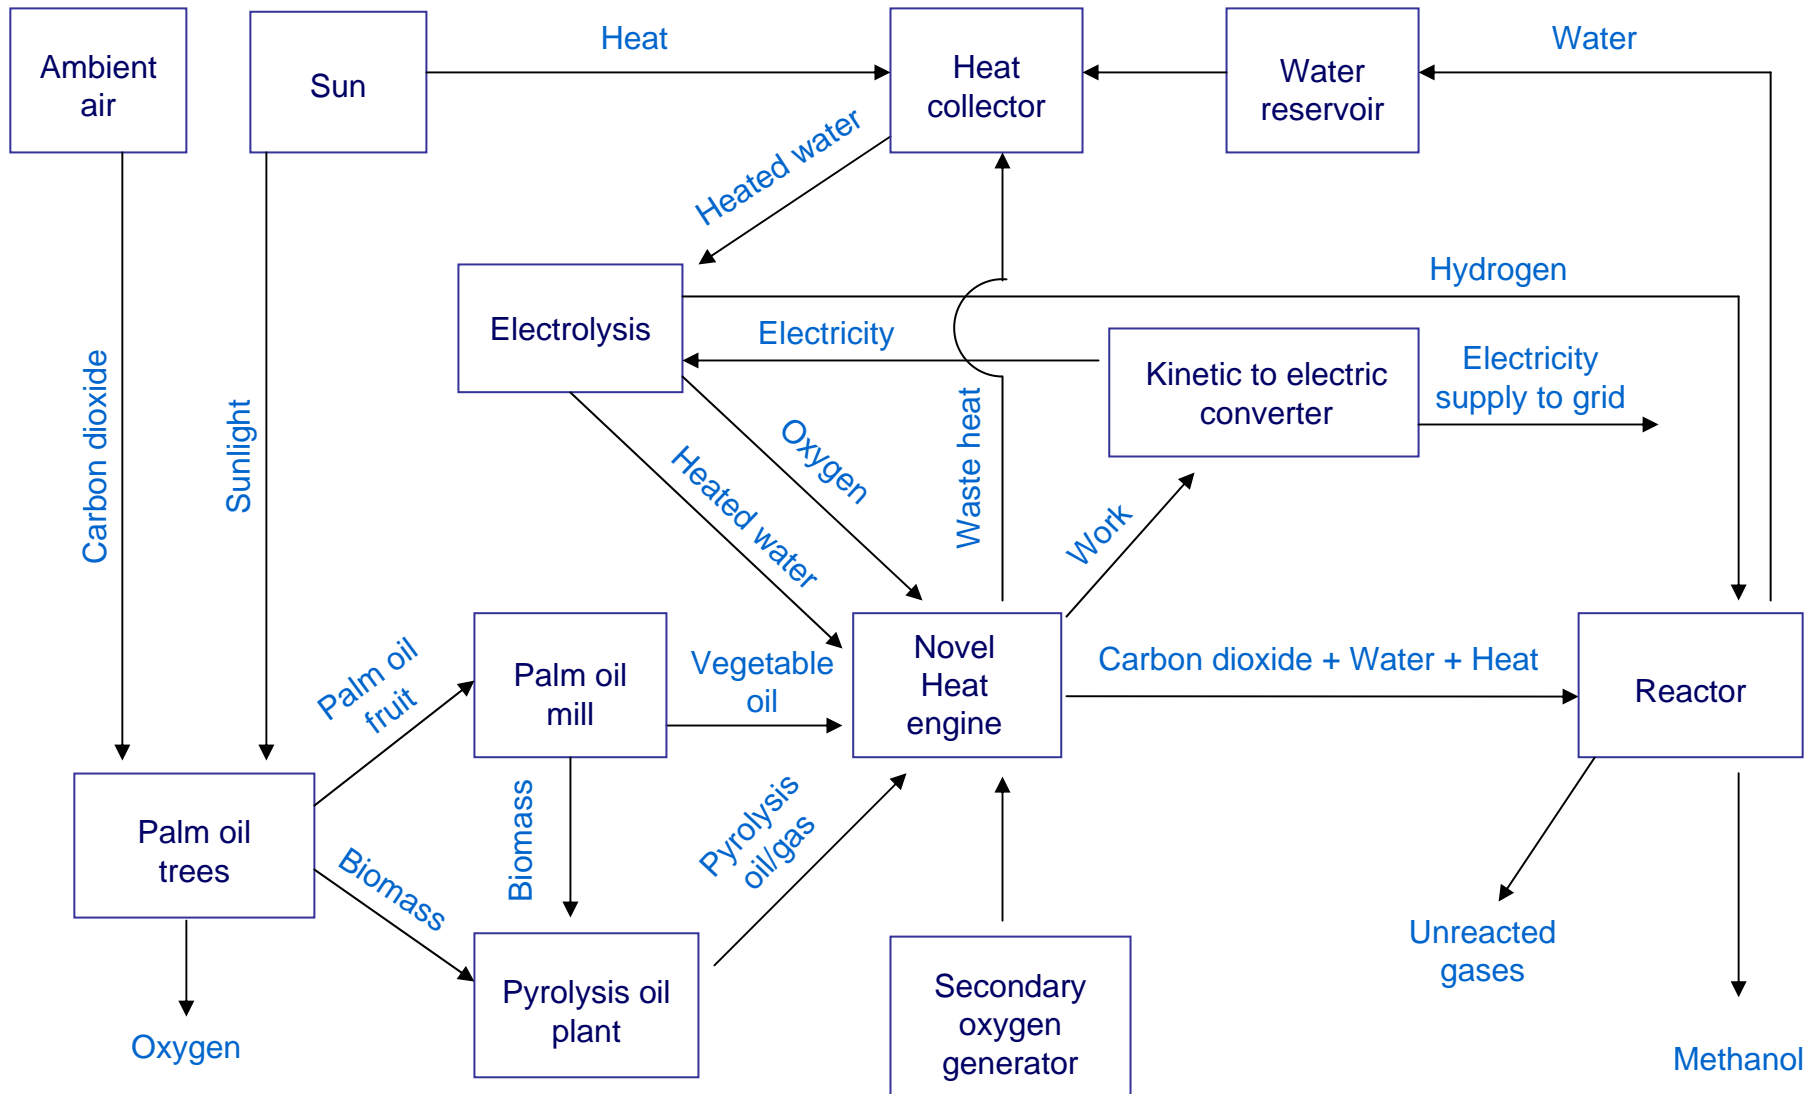 Ambient
air
Sun
Heat
Heat
collector
Water
reservoir
Water
Heated water
Hydrogen
Electrolysis
Electricity
Kinetic to electric
converter
Electricity
supply to grid
Carbon dioxide
Sunlight
Oxygen
Heated water
Waste heat
Work
Palm oil
fruit
Palm oil
mill
Vegetable
oil
Novel
Heat
engine
Carbon dioxide + Water + Heat
Reactor
Palm oil
trees
Biomass
Biomass
Pyrolysis
oil/gas
Unreacted
gases
Pyrolysis oil
plant
Secondary
oxygen
generator
Oxygen
Methanol